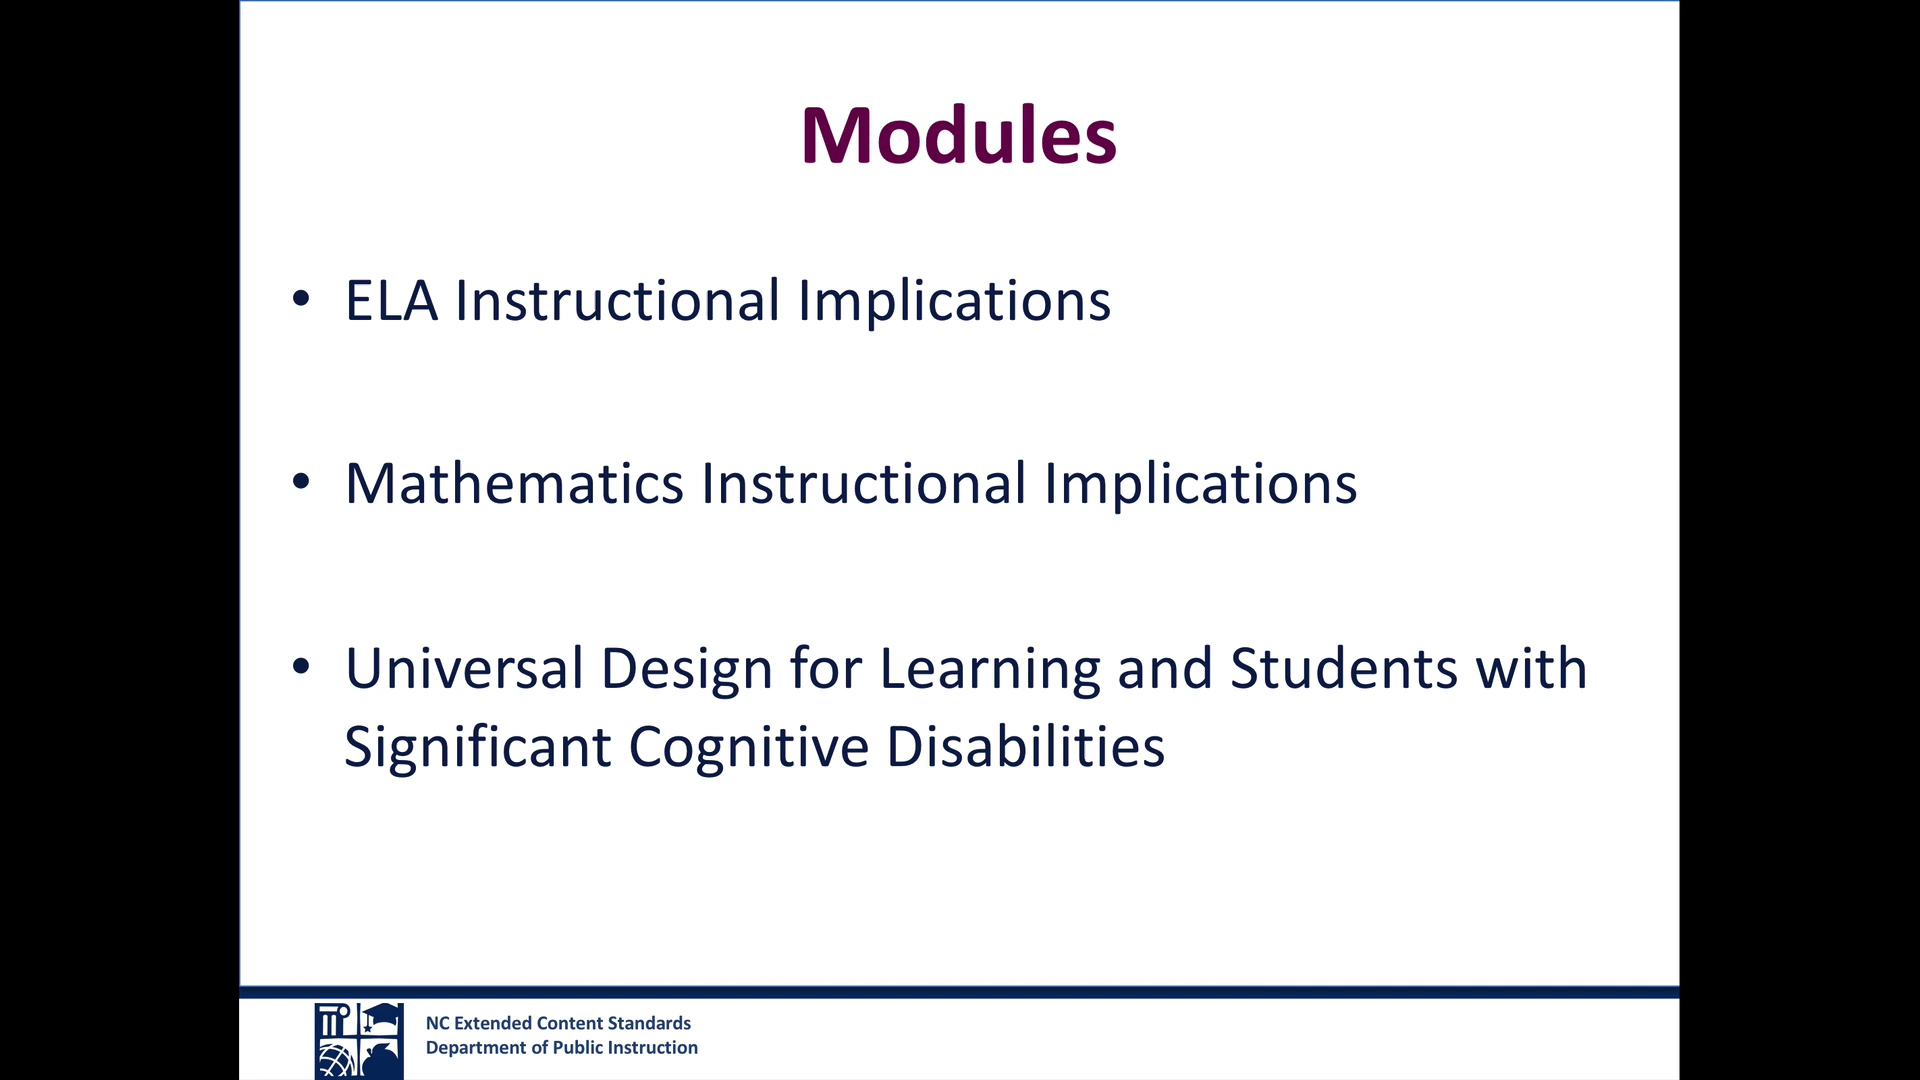 Modules
• ELA Instructional Implications
• Mathematics Instructional Implications
• Universal Design for Learning and Students with
Significant Cognitive Disabilities
NC Extended Content Standards
Department of Public Instruction